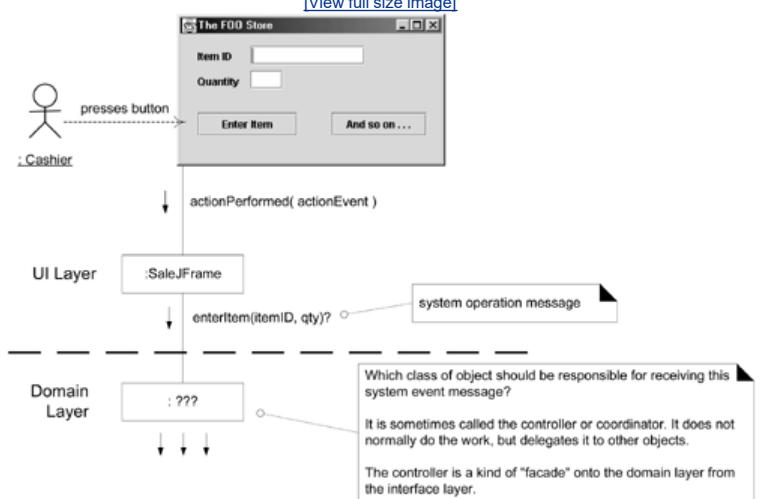 [View full size image]
The FOO Store
Item ID
Quantity
presses button
Enter Item
And so on . . .
: Cashier
actionPerformed( actionEvent )
UI Layer
:SaleJFrame
system operation message
enterItem(itemID, qty)?
Which class of object should be responsible for receiving this
system event message?
It is sometimes called the controller or coordinator. It does not
normally do the work, but delegates it to other objects.
The controller is a kind of "facade" onto the domain layer from
the interface layer.
Domain
Layer
: ???